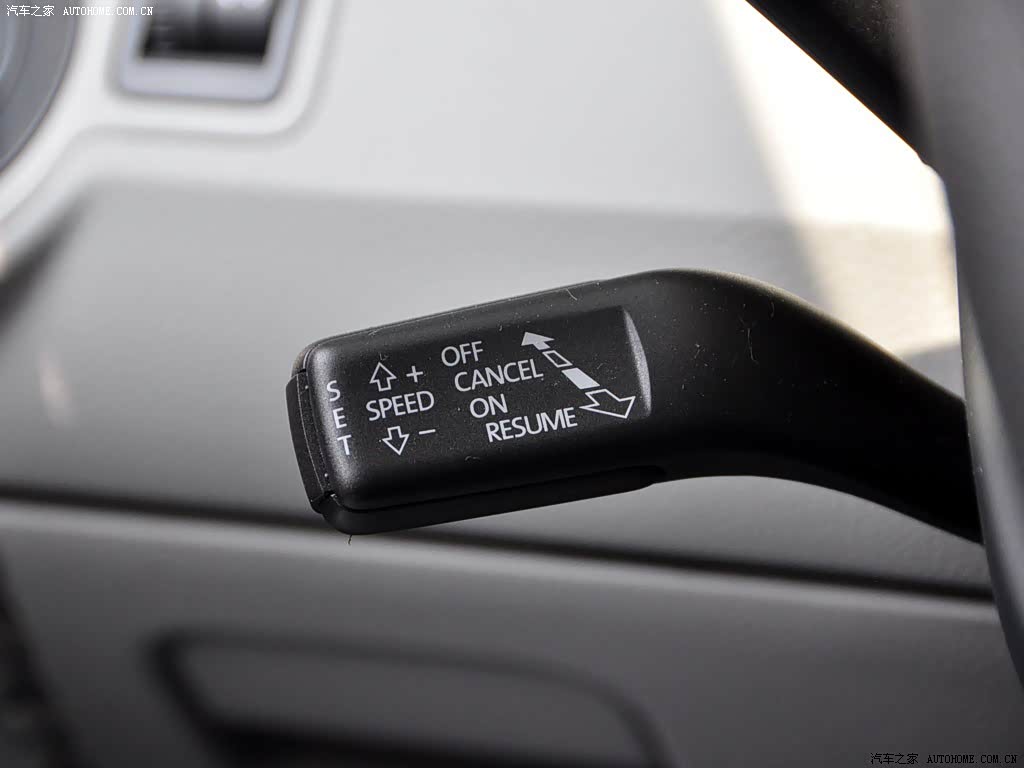 汽车之家 AUTOHOME.COM.CN
SET
SPEED
+
−
OFF
CANCEL
ON
RESUME
汽车之家 AUTOHOME.COM.CN